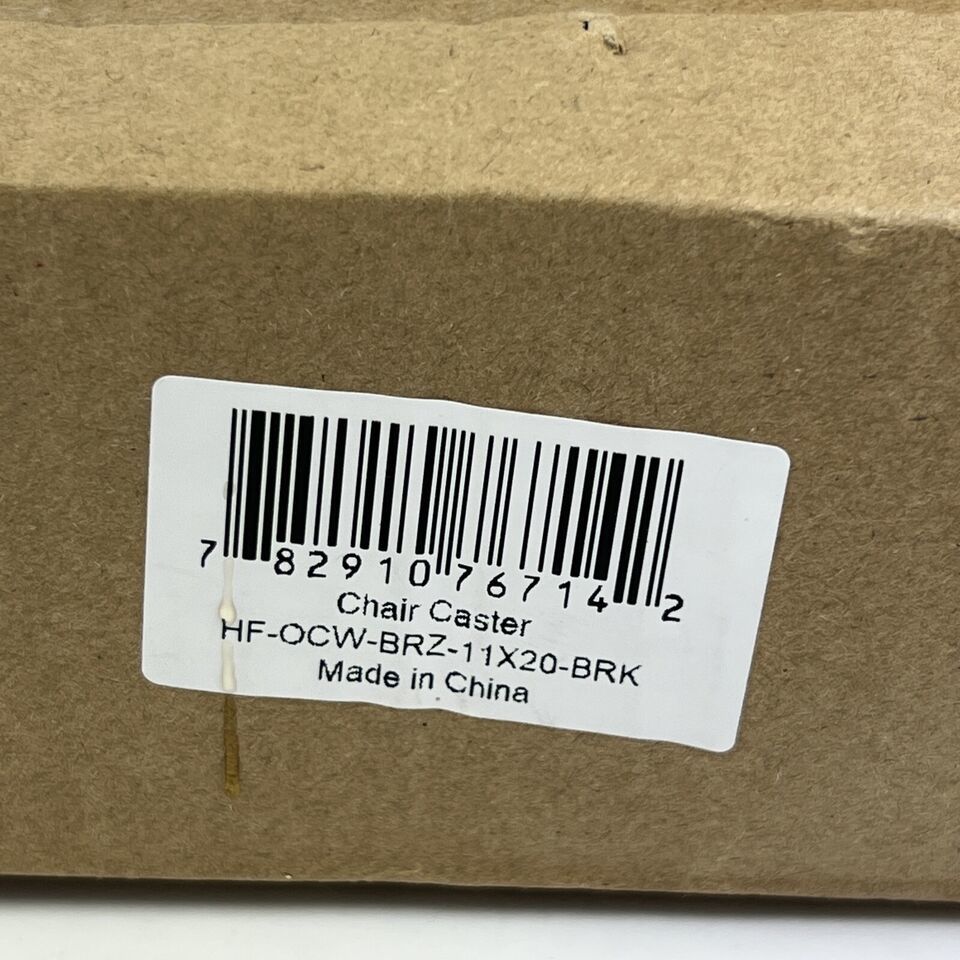 7 82910 76714 2
Chair Caster
HF-OCW-BRZ-11X20-BRK
Made in China